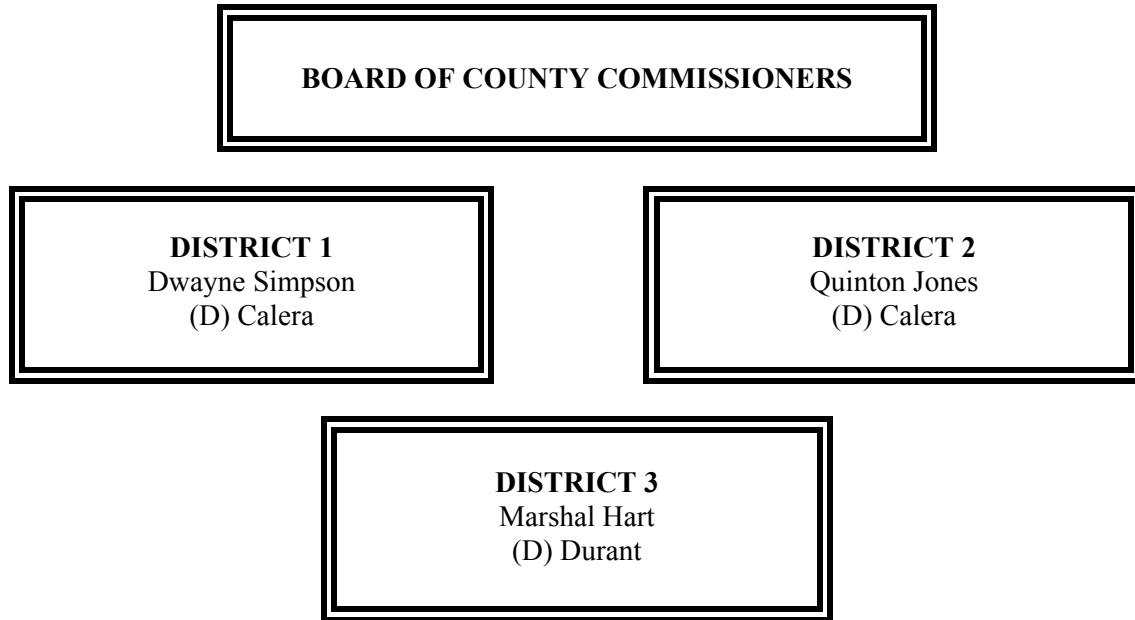 BOARD OF COUNTY COMMISSIONERS
DISTRICT 1
Dwayne Simpson
(D) Calera
DISTRICT 2
Quinton Jones
(D) Calera
DISTRICT 3
Marshal Hart
(D) Durant